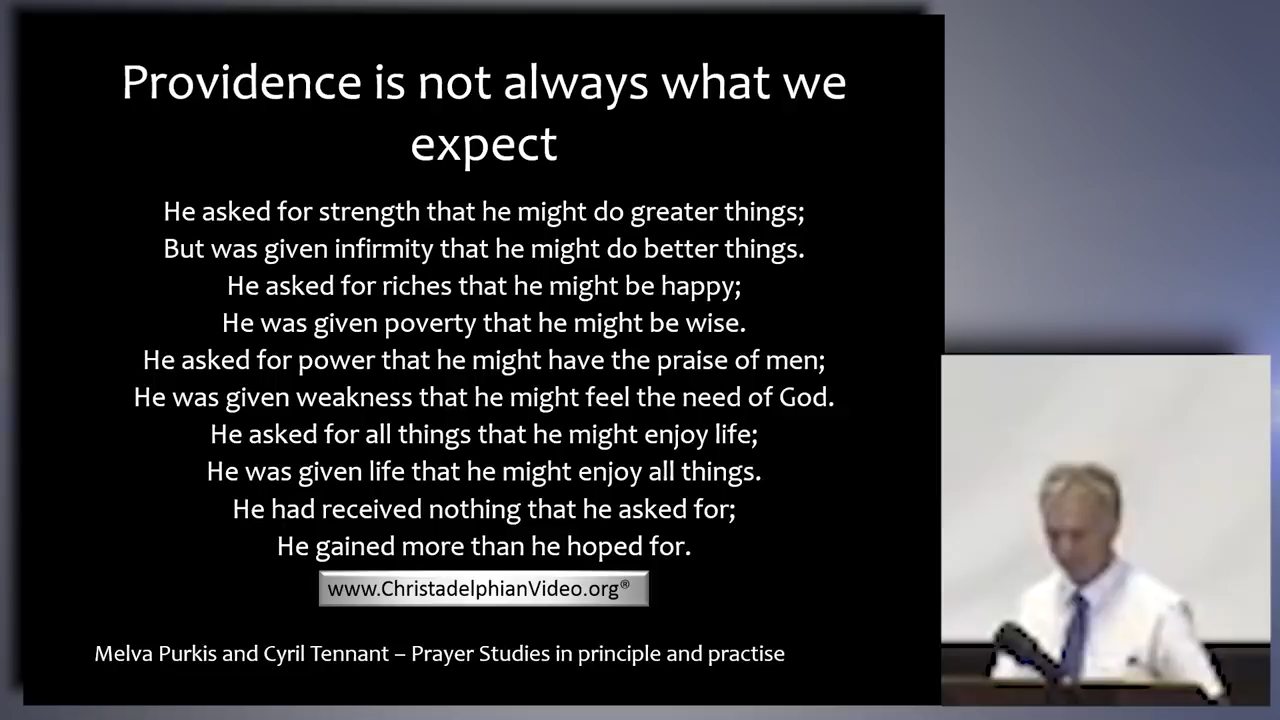 Providence is not always what we
expect
He asked for strength that he might do greater things;
But was given infirmity that he might do better things.
He asked for riches that he might be happy;
He was given poverty that he might be wise.
He asked for power that he might have the praise of men;
He was given weakness that he might feel the need of God.
He asked for all things that he might enjoy life;
He was given life that he might enjoy all things.
He had received nothing that he asked for;
He gained more than he hoped for.
www.ChristadelphianVideo.org®
Melva Purkis and Cyril Tennant – Prayer Studies in principle and practise